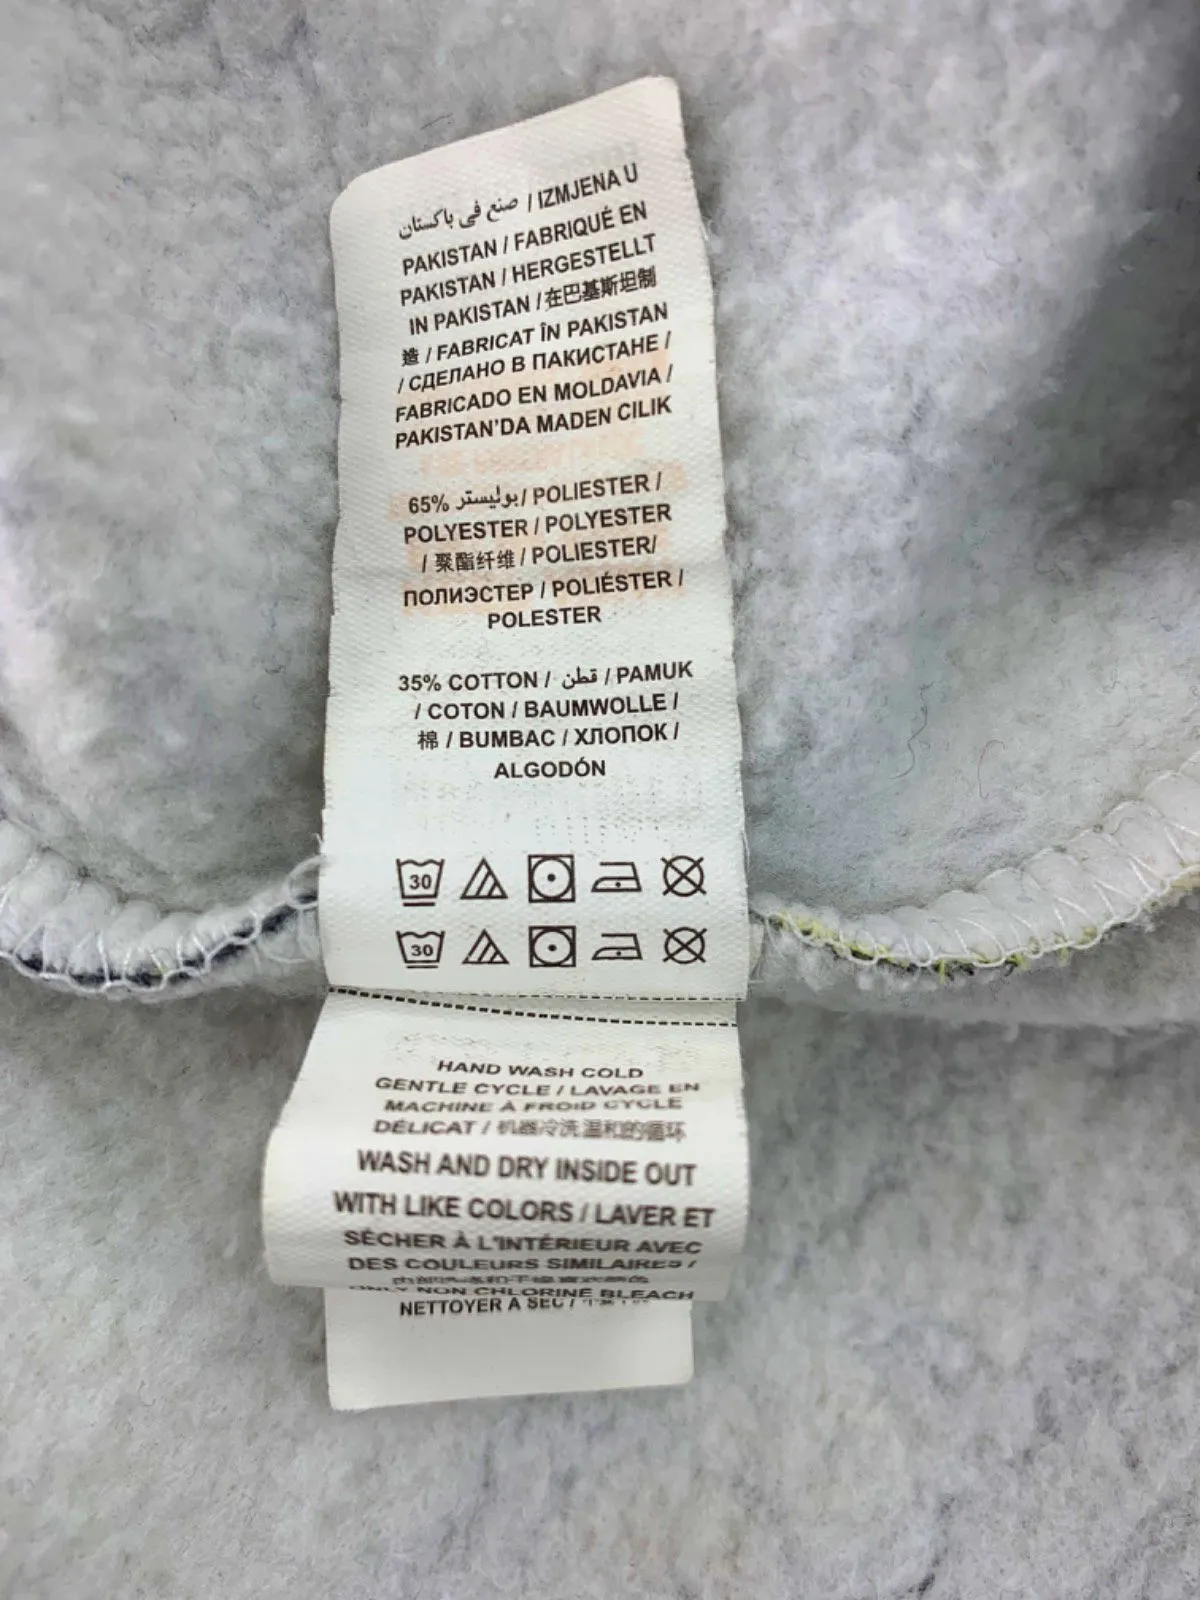 صنع في باكستان / IZMJENA U
PAKISTAN / FABRIQUÉ EN
PAKISTAN / HERGESTELLT
IN PAKISTAN / 在巴基斯坦制
造 / FABRICAT ÎN PAKISTAN
/ СДЕЛАНО В ПАКИСТАНЕ /
FABRICADO EN MOLDAVIA /
PAKISTAN'DA MADEN CILIK
65% بوليستر / POLIESTER /
POLYESTER / POLYESTER
/ 聚酯纤维 / POLIESTER/
ПОЛИЭСТЕР / POLIÉSTER /
POLESTER
35% COTTON / قطن / PAMUK
/ COTON / BAUMWOLLE /
棉 / BUMBAC / ХЛОПОК /
ALGODÓN
30
30
HAND WASH COLD
GENTLE CYCLE / LAVAGE EN
MACHINE À FROID CYCLE
DÉLICAT / 机器冷洗温和的循环
WASH AND DRY INSIDE OUT
WITH LIKE COLORS / LAVER ET
SÉCHER À L'INTÉRIEUR AVEC
DES COULEURS SIMILAIRES /
ONLY NON CHLORINE BLEACH
NETTOYER A SEC /